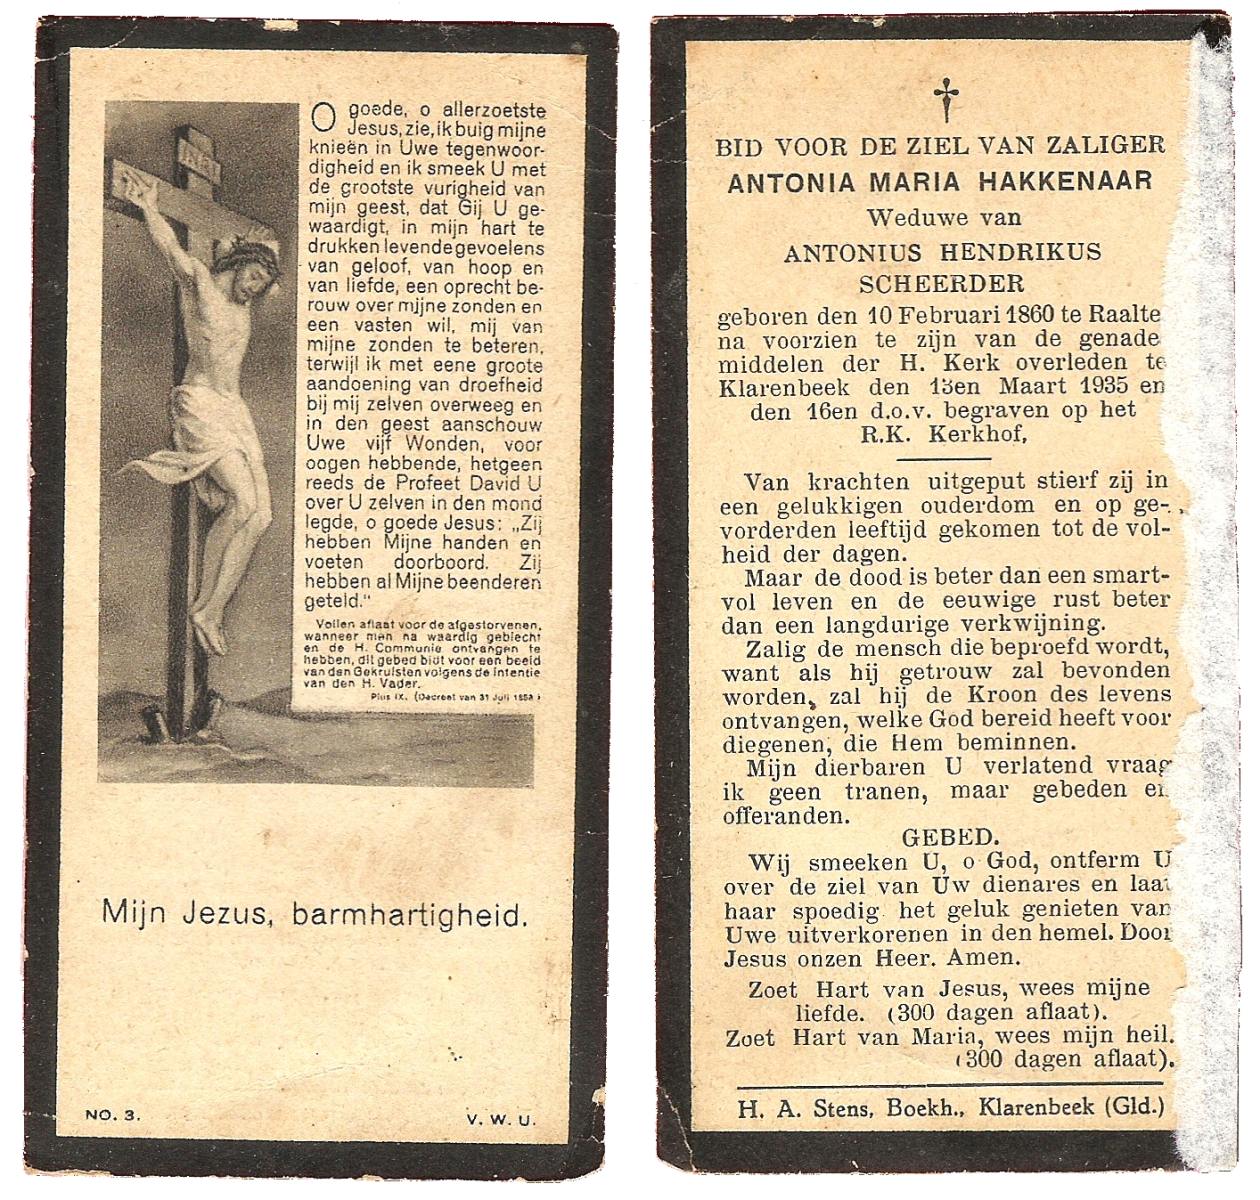 INRI
O goede, o allerzoetste
Jesus, zie, ik buig mijne
knieën in Uwe tegenwoor-
digheid en ik smeek U met
de grootste vurigheid van
mijn geest, dat Gij U ge-
waardigt, in mijn hart te
drukken levende gevoelens
van geloof, van hoop en
van liefde, een oprecht be-
rouw over mijne zonden en
een vasten wil, mij van
mijne zonden te beteren,
terwijl ik met eene groote
aandoening van droefheid
bij mij zelven overweeg en
in den geest aanschouw
Uwe vijf Wonden, voor
oogen hebbende, hetgeen
reeds de Profeet David U
over U zelven in den mond
legde, o goede Jesus: „Zij
hebben Mijne handen en
voeten doorboord. Zij
hebben al Mijne beenderen
geteld."
Vollen aflaat voor de afgestorvenen,
wanneer men na waardig gebiecht
en de H. Communie ontvangen te
hebben, dit gebed bidt voor een beeld
van den Gekruisten volgens de intentie
van den H. Vader.
Pius IX. (Decreet van 31 Juli 1858)
Mijn Jezus, barmhartigheid.
NO. 3.
V. W. U.
BID VOOR DE ZIEL VAN ZALIGER
ANTONIA MARIA HAKKENAAR
Weduwe van
ANTONIUS HENDRIKUS
SCHEERDER
geboren den 10 Februari 1860 te Raalte
na voorzien te zijn van de genade
middelen der H. Kerk overleden te
Klarenbeek den 13en Maart 1935 en
den 16en d.o.v. begraven op het
R.K. Kerkhof,
Van krachten uitgeput stierf zij in
een gelukkigen ouderdom en op ge-
vorderden leeftijd gekomen tot de vol-
heid der dagen.
Maar de dood is beter dan een smart-
vol leven en de eeuwige rust beter
dan een langdurige verkwijning.
Zalig de mensch die beproefd wordt,
want als hij getrouw zal bevonden
worden, zal hij de Kroon des levens
ontvangen, welke God bereid heeft voor
diegenen, die Hem beminnen.
Mijn dierbaren U verlatend vraag
ik geen tranen, maar gebeden en
offeranden.
GEBED.
Wij smeeken U, o God, ontferm U
over de ziel van Uw dienares en laat
haar spoedig het geluk genieten van
Uwe uitverkorenen in den hemel. Door
Jesus onzen Heer. Amen.
Zoet Hart van Jesus, wees mijne
liefde. (300 dagen aflaat).
Zoet Hart van Maria, wees mijn heil.
(300 dagen aflaat).
H. A. Stens, Boekh., Klarenbeek (Gld.)